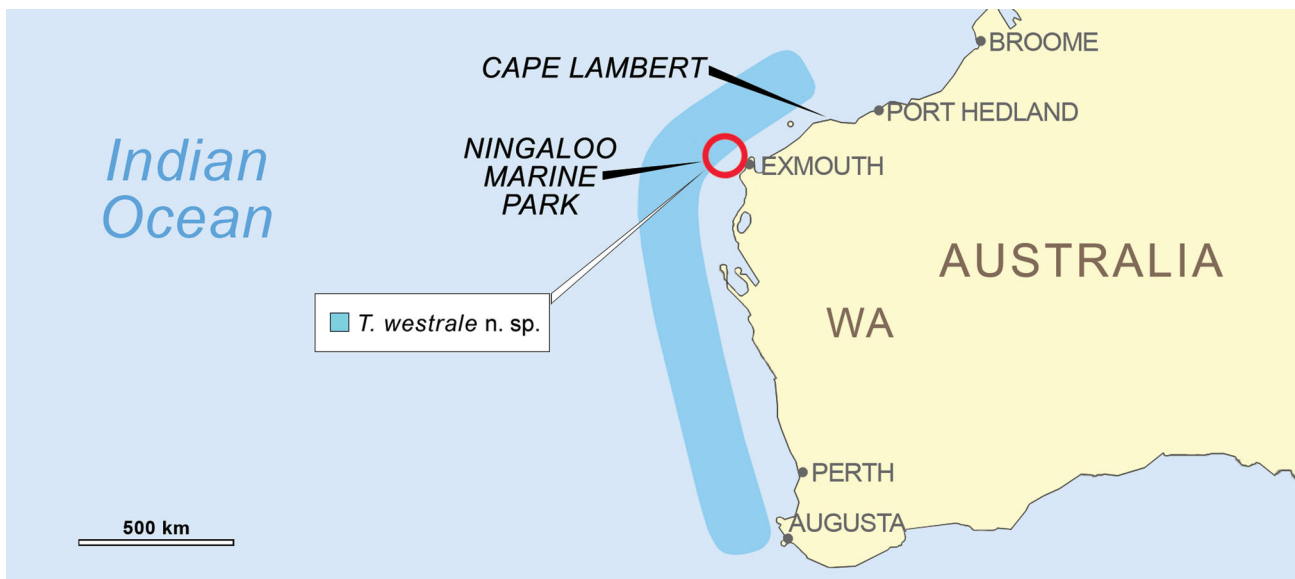 BROOME
CAPE LAMBERT
PORT HEDLAND
Indian
Ocean
NINGALOO
MARINE
PARK
EXMOUTH
AUSTRALIA
T. westrale n. sp.
WA
PERTH
AUGUSTA
500 km